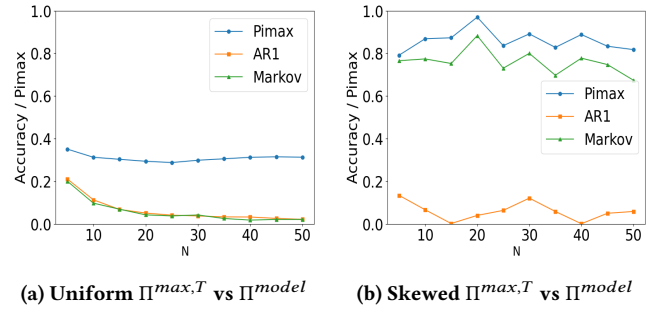 1.0
0.8
0.6
0.4
0.2
0.0
Accuracy / Pimax
Pimax
AR1
Markov
10 20 30 40 50
N
(a) Uniform Π^{max,T} vs Π^{model}
1.0
0.8
0.6
0.4
0.2
0.0
Accuracy / Pimax
Pimax
AR1
Markov
10 20 30 40 50
N
(b) Skewed Π^{max,T} vs Π^{model}